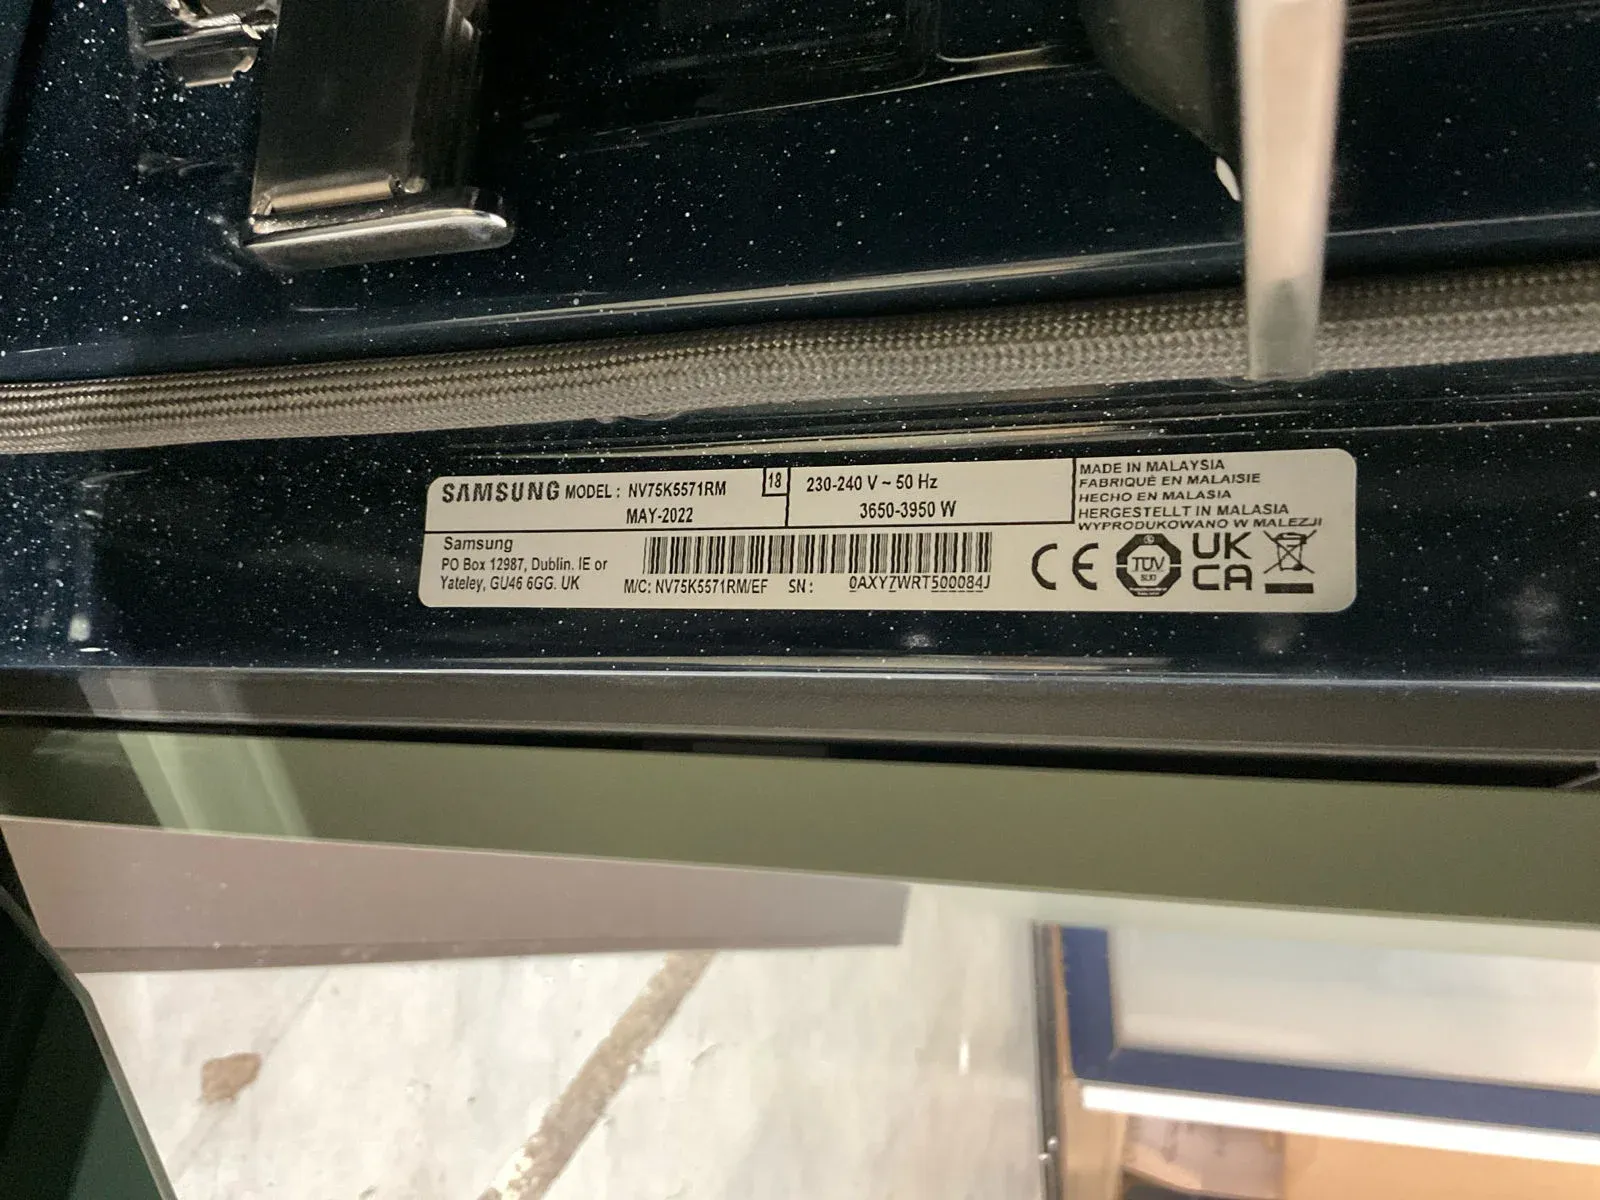 SAMSUNG MODEL : NV75K5571RM
MAY-2022
18
230-240 V ~ 50 Hz
3650-3950 W
MADE IN MALAYSIA
FABRIQUÉ EN MALAISIE
HECHO EN MALASIA
HERGESTELLT IN MALASIA
WYPRODUKOWANO W MALEZJI
Samsung
PO Box 12987, Dublin. IE or
Yateley, GU46 6GG. UK
M/C: NV75K5571RM/EF SN : 0AXY7WRT500084J
CE
TÜV
SÜD
UK
CA